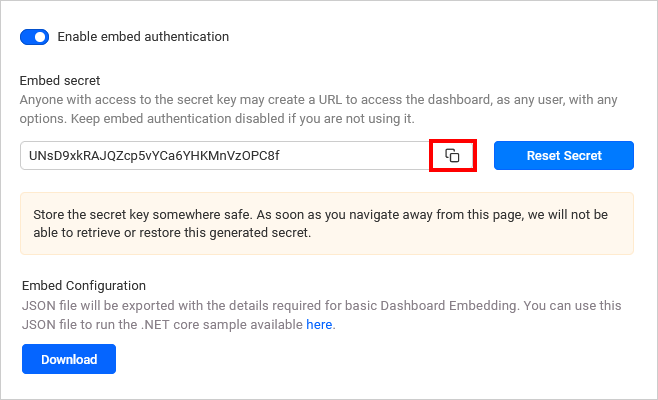 Enable embed authentication
Embed secret
Anyone with access to the secret key may create a URL to access the dashboard, as any user, with any
options. Keep embed authentication disabled if you are not using it.
UNsD9xkRAJQZcp5vYCa6YHKMnVzOPC8f
Reset Secret
Store the secret key somewhere safe. As soon as you navigate away from this page, we will not be
able to retrieve or restore this generated secret.
Embed Configuration
JSON file will be exported with the details required for basic Dashboard Embedding. You can use this
JSON file to run the .NET core sample available here.
Download